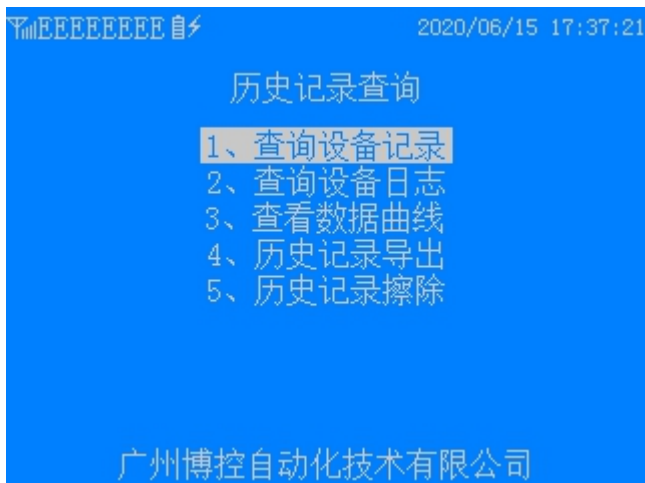 EEEEEEEEE 2020/06/15 17:37:21
历史记录查询
1、查询设备记录
2、查询设备日志
3、查看数据曲线
4、历史记录导出
5、历史记录擦除
广州博控自动化技术有限公司